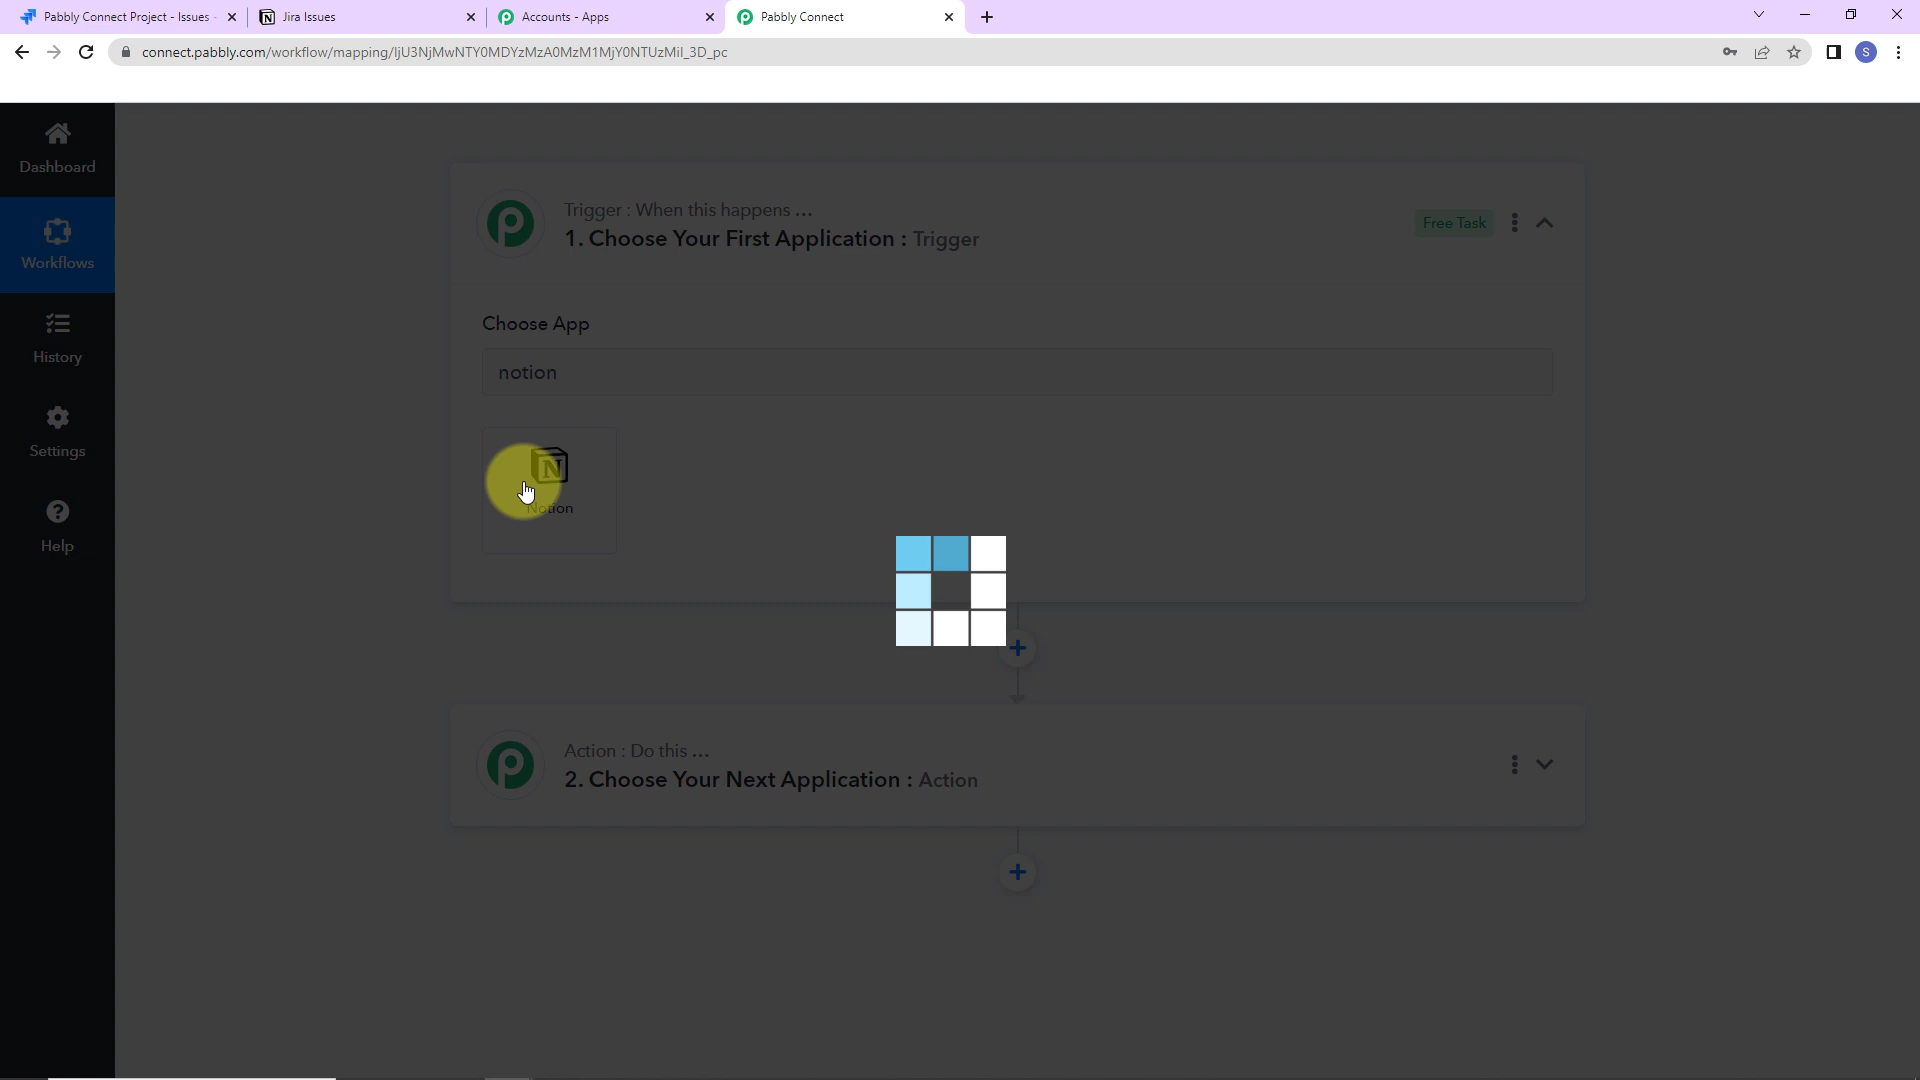 Pabbly Connect Project - Issues -
Jira Issues
Accounts - Apps
Pabbly Connect
connect.pabbly.com/workflow/mapping/IjU3NjMwNTY0MDYzMzA0MzM1MjY0NTUzMiI_3D_pc
S
Dashboard
Workflows
History
Settings
Help
Trigger : When this happens ...
1. Choose Your First Application : Trigger
Free Task
Choose App
notion
Notion
Action : Do this ...
2. Choose Your Next Application : Action